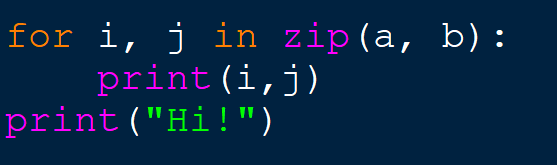 for i, j in zip(a, b):
    print(i,j)
print("Hi!")